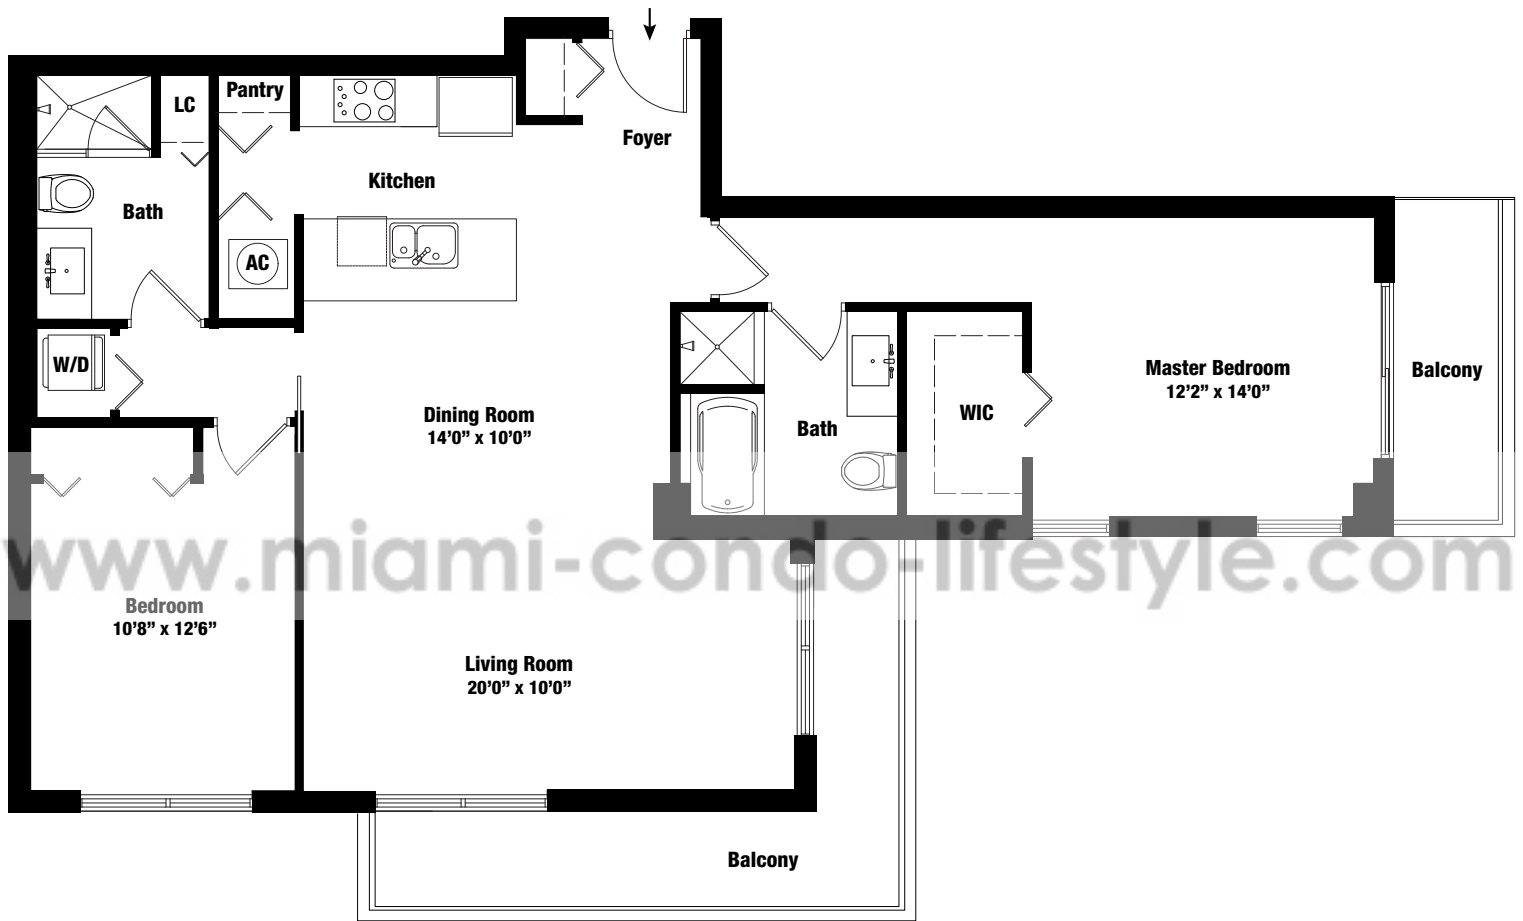 Pantry
LC
Foyer
Kitchen
Bath
AC
W/D
Master Bedroom
12'2” x 14'0”
Balcony
Dining Room
14'0” x 10'0”
WIC
Bath
www.miami-condo-lifestyle.com
Bedroom
10'8” x 12'6”
Living Room
20'0” x 10'0”
Balcony